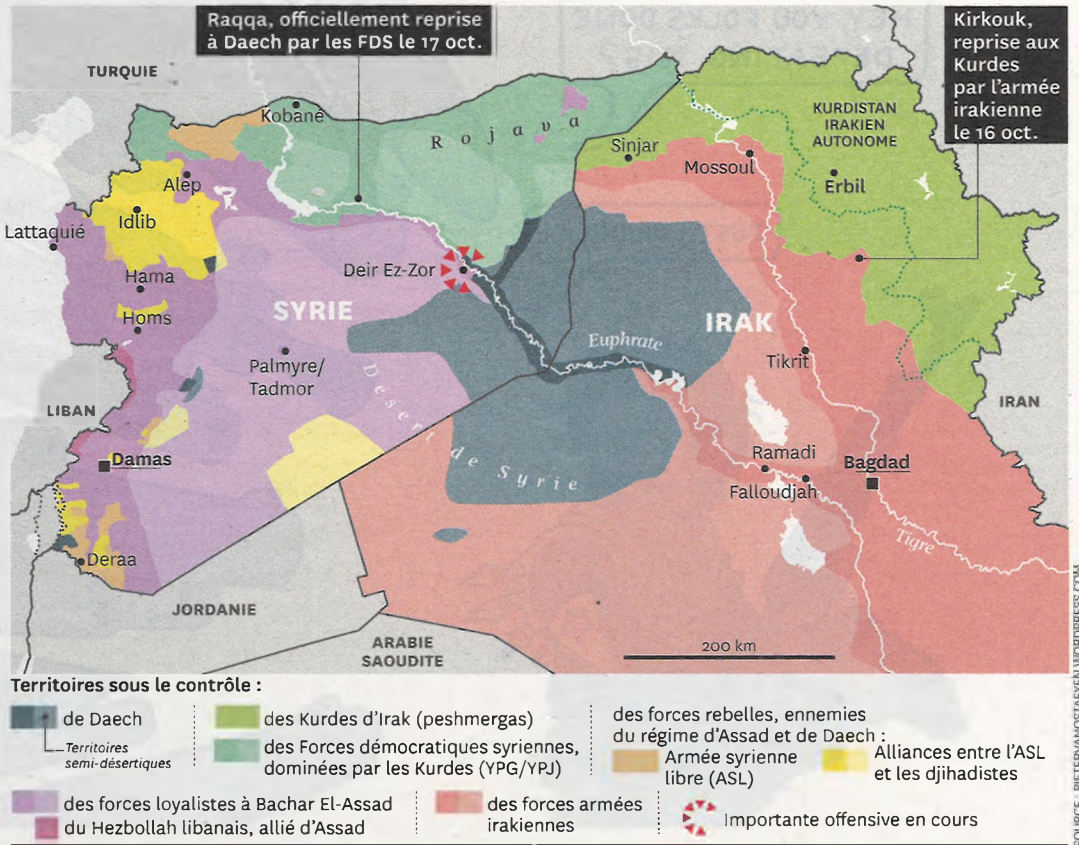 Raqqa, officiellement reprise
à Daech par les FDS le 17 oct.
Kirkouk,
reprise aux
Kurdes
par l'armée
irakienne
le 16 oct.
TURQUIE
Kobané
Rojava
KURDISTAN
IRAKIEN
AUTONOME
Sinjar
Mossoul
Erbil
Alep
Idlib
Lattaquié
Hama
Homs
Deir Ez-Zor
SYRIE
IRAK
Euphrate
Palmyre/
Tadmor
Désert de Syrie
Tikrit
LIBAN
IRAN
Damas
Ramadi
Falloudjah
Bagdad
Tigre
Deraa
JORDANIE
ARABIE
SAOUDITE
200 km
Territoires sous le contrôle :
de Daech
Territoires
semi-désertiques
des Kurdes d'Irak (peshmergas)
des Forces démocratiques syriennes,
dominées par les Kurdes (YPG/YPJ)
des forces rebelles, ennemies
du régime d'Assad et de Daech :
Armée syrienne
libre (ASL)
Alliances entre l'ASL
et les djihadistes
des forces loyalistes à Bachar El-Assad
du Hezbollah libanais, allié d'Assad
des forces armées
irakiennes
Importante offensive en cours